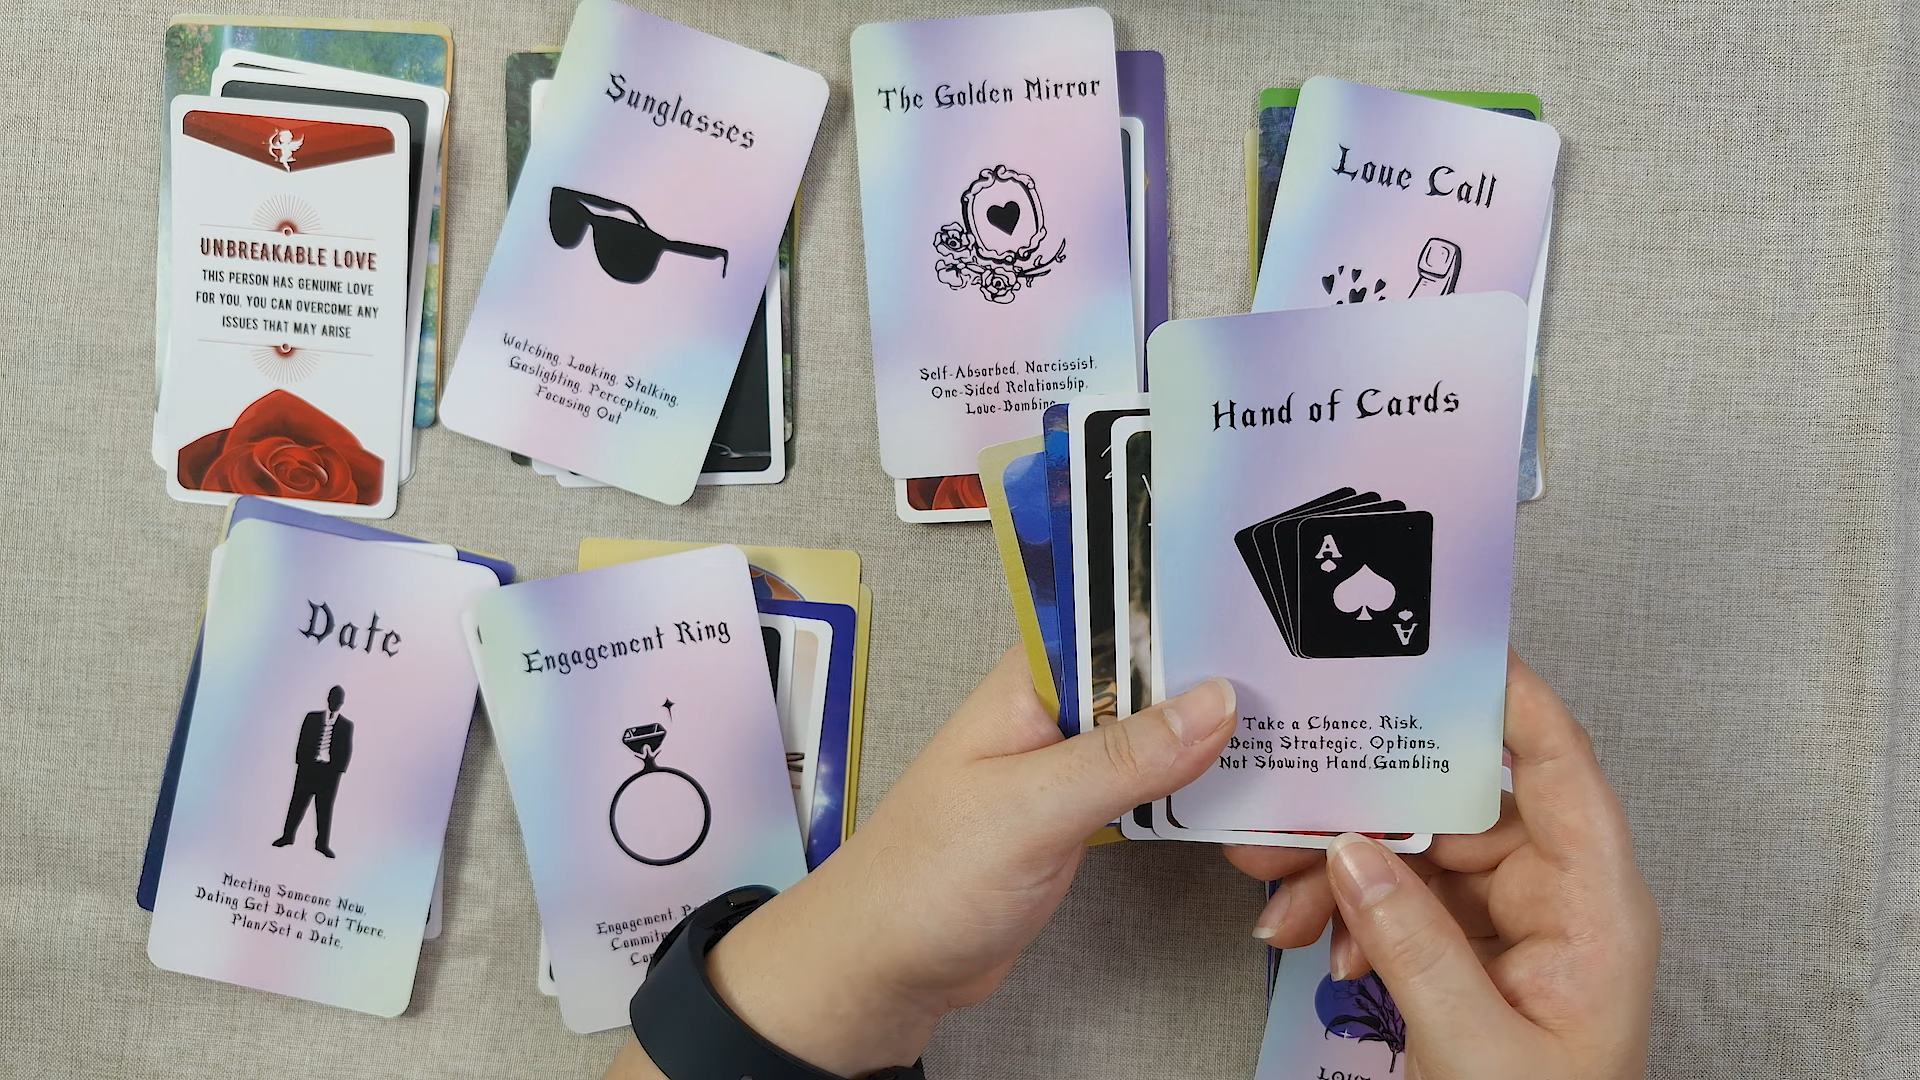 UNBREAKABLE LOVE
THIS PERSON HAS GENUINE LOVE
FOR YOU, YOU CAN OVERCOME ANY
ISSUES THAT MAY ARISE
Sunglasses
Watching, Looking, Stalking,
Gaslighting, Perception,
Focusing Out
The Golden Mirror
Self-Absorbed, Narcissist,
One-Sided Relationship,
Love-Bombing
Love Call
Date
Meeting Someone New,
Dating Get Back Out There,
Plan/Set a Date,
Engagement Ring
Engagement,
Hand of Cards
A
A
Take a Chance, Risk,
Being Strategic, Options,
Not Showing Hand,Gambling